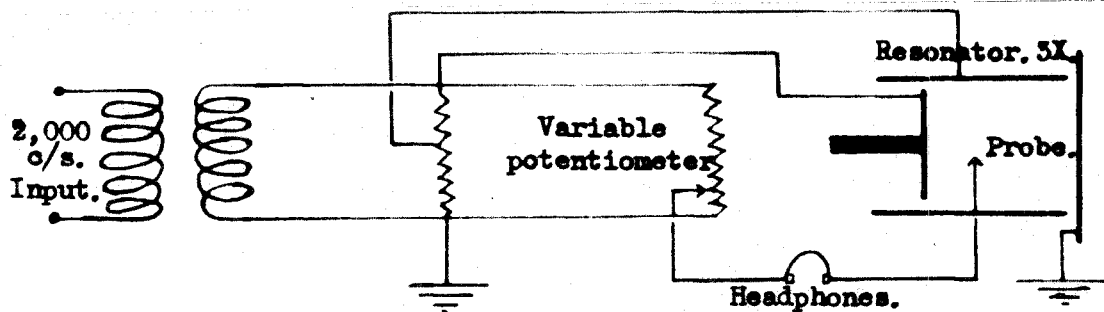 Resonator. 5X.
2,000
c/s.
Input.
Variable
potentiometer
Probe.
Headphones.